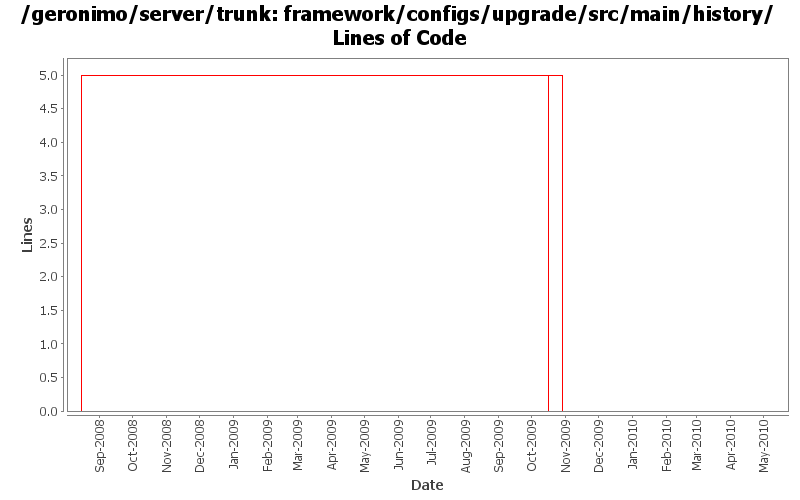 /geronimo/server/trunk: framework/configs/upgrade/src/main/history/
Lines of Code
5.0
4.5
4.0
3.5
3.0
2.5
2.0
1.5
1.0
0.5
0.0
Lines
Sep-2008
Oct-2008
Nov-2008
Dec-2008
Jan-2009
Feb-2009
Mar-2009
Apr-2009
May-2009
Jun-2009
Jul-2009
Aug-2009
Sep-2009
Oct-2009
Nov-2009
Dec-2009
Jan-2010
Feb-2010
Mar-2010
Apr-2010
May-2010
Date